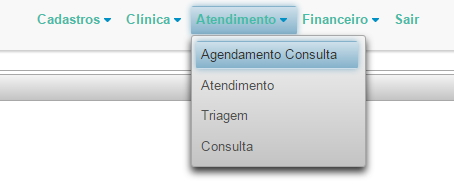 Cadastros Clínica Atendimento Financeiro Sair
Agendamento Consulta
Atendimento
Triagem
Consulta